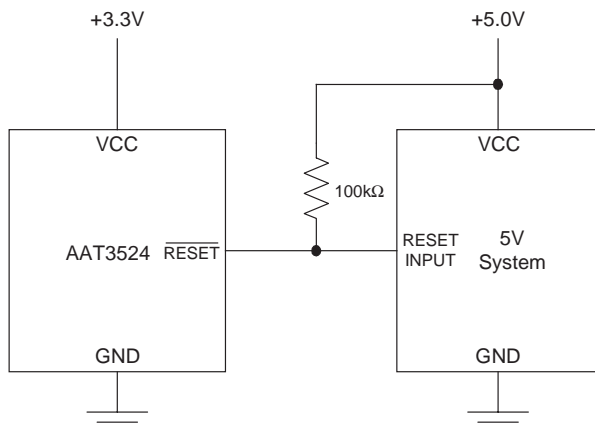 +3.3V
+5.0V
VCC
VCC
100kΩ
AAT3524
RESET
RESET
INPUT
5V
System
GND
GND